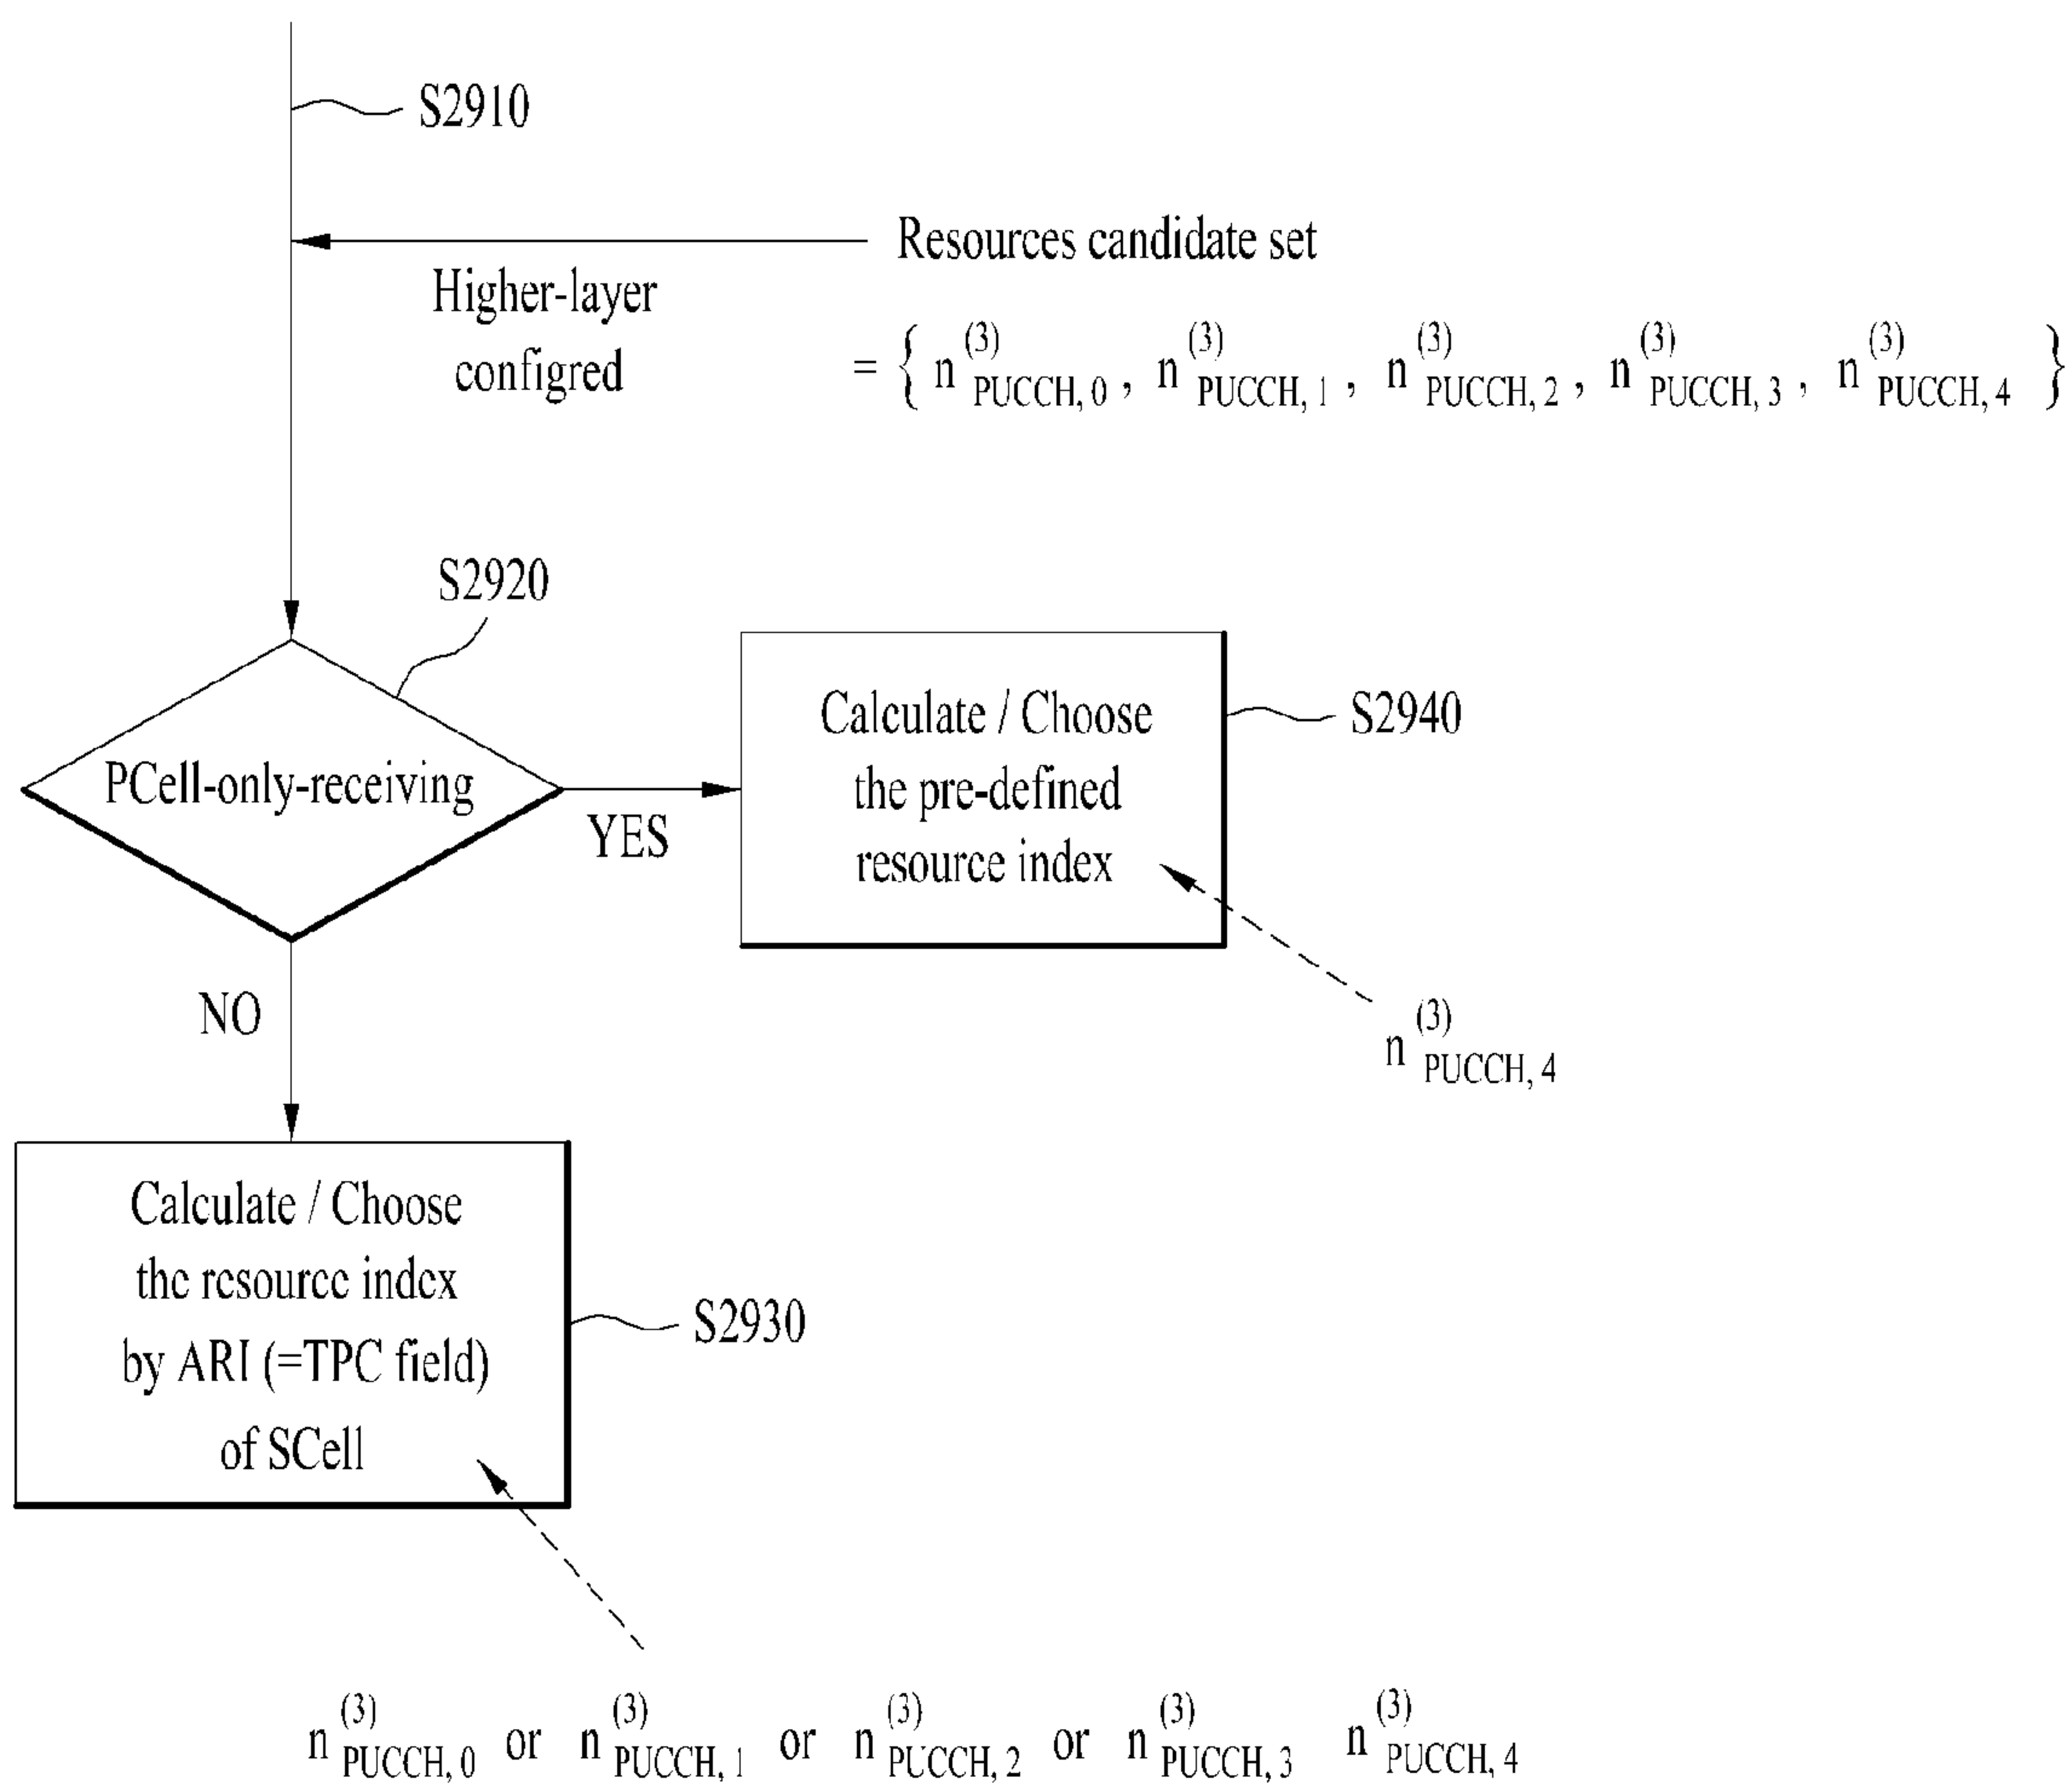 S2910
Resources candidate set
Higher-layer
configred
= { n^{(3)}_{PUCCH, 0} , n^{(3)}_{PUCCH, 1} , n^{(3)}_{PUCCH, 2} , n^{(3)}_{PUCCH, 3} , n^{(3)}_{PUCCH, 4} }
S2920
PCell-only-receiving
YES
Calculate / Choose
the pre-defined
resource index
S2940
n^{(3)}_{PUCCH, 4}
NO
Calculate / Choose
the resource index
by ARI (=TPC field)
of SCell
S2930
n^{(3)}_{PUCCH, 0} or n^{(3)}_{PUCCH, 1} or n^{(3)}_{PUCCH, 2} or n^{(3)}_{PUCCH, 3} n^{(3)}_{PUCCH, 4}